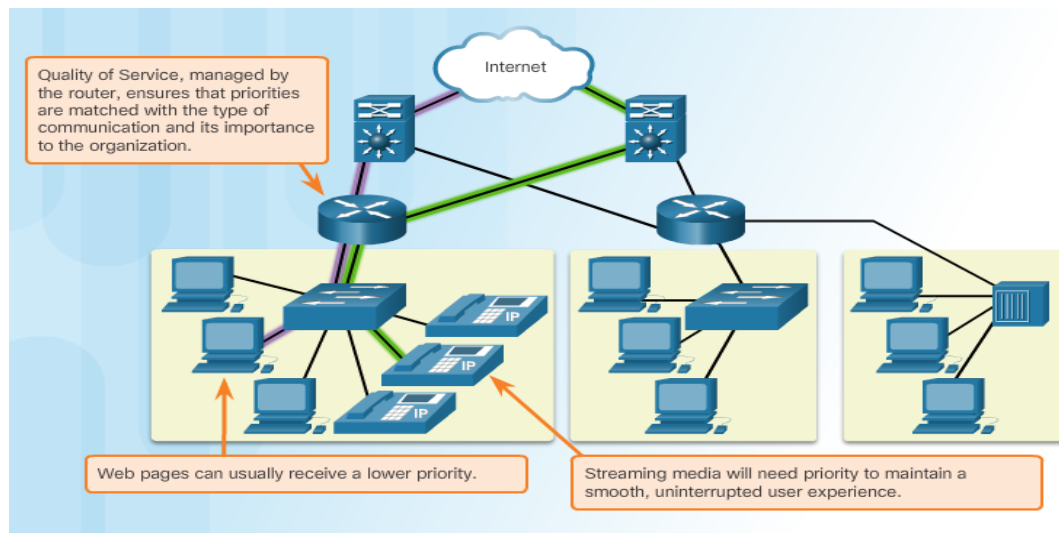 Internet
Quality of Service, managed by
the router, ensures that priorities
are matched with the type of
communication and its importance
to the organization.
IP
IP
IP
Web pages can usually receive a lower priority.
Streaming media will need priority to maintain a
smooth, uninterrupted user experience.